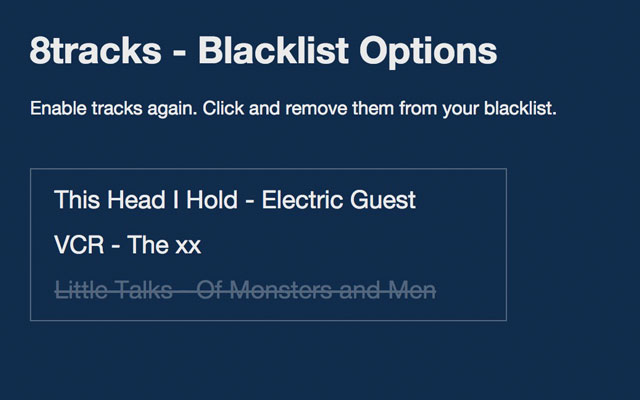 8tracks - Blacklist Options
Enable tracks again. Click and remove them from your blacklist.
This Head I Hold - Electric Guest
VCR - The xx
Little Talks - Of Monsters and Men